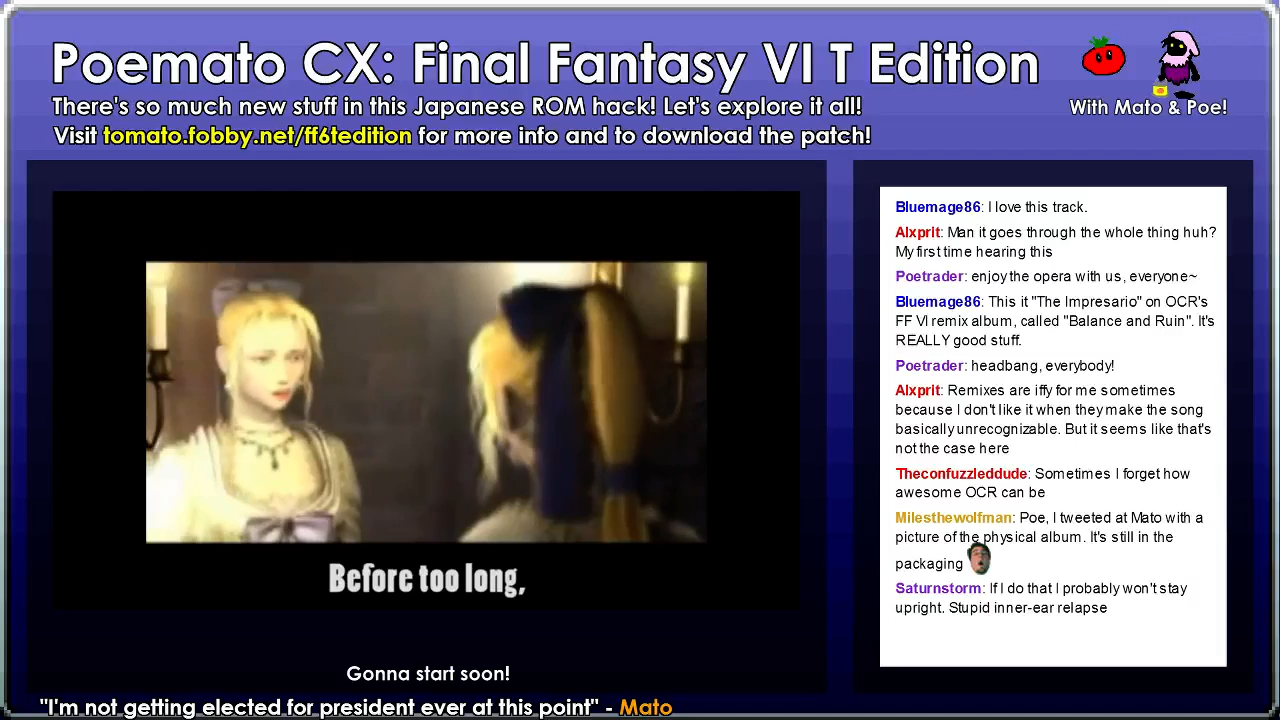 Poemato CX: Final Fantasy VI T Edition
There's so much new stuff in this Japanese ROM hack! Let's explore it all!
With Mato & Poe!
Visit tomato.fobby.net/ff6tedition for more info and to download the patch!
Before too long,
Gonna start soon!
"I'm not getting elected for president ever at this point" - Mato
Bluemage86: I love this track.
Alxprit: Man it goes through the whole thing huh?
My first time hearing this
Poetrader: enjoy the opera with us, everyone~
Bluemage86: This it "The Impresario" on OCR's
FF VI remix album, called "Balance and Ruin". It's
REALLY good stuff.
Poetrader: headbang, everybody!
Alxprit: Remixes are iffy for me sometimes
because I don't like it when they make the song
basically unrecognizable. But it seems like that's
not the case here
Theconfuzzleddude: Sometimes I forget how
awesome OCR can be
Milesthewolfman: Poe, I tweeted at Mato with a
picture of the physical album. It's still in the
packaging
Saturnstorm: If I do that I probably won't stay
upright. Stupid inner-ear relapse